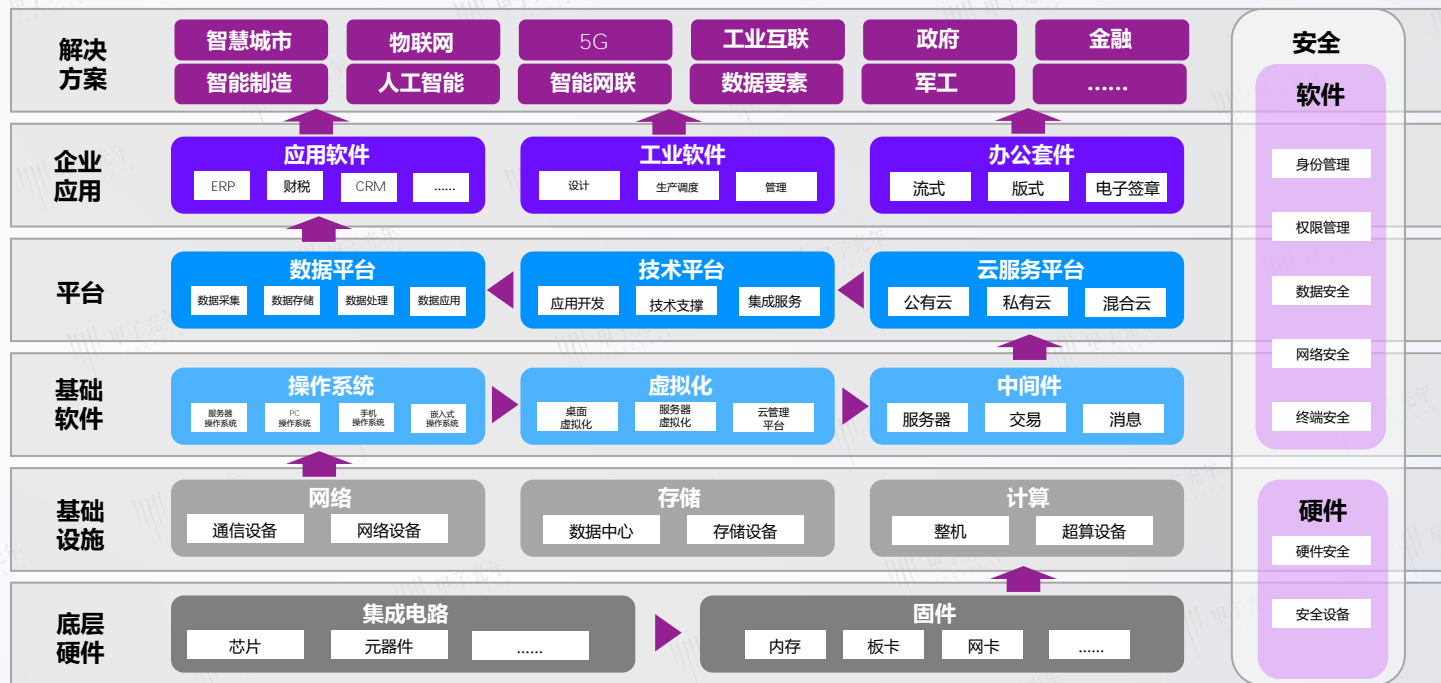 解决
方案
智慧城市
物联网
5G
工业互联
政府
金融
智能制造
人工智能
智能网联
数据要素
军工
……
企业
应用
应用软件
ERP
财税
CRM
……
工业软件
设计
生产调度
管理
办公套件
流式
版式
电子签章
平台
数据平台
数据采集
数据存储
数据处理
数据应用
技术平台
应用开发
技术支撑
集成服务
云服务平台
公有云
私有云
混合云
基础
软件
操作系统
服务器
操作系统
PC
操作系统
手机
操作系统
嵌入式
操作系统
虚拟化
桌面
虚拟化
服务器
虚拟化
云管理
平台
中间件
服务器
交易
消息
基础
设施
网络
通信设备
网络设备
存储
数据中心
存储设备
计算
整机
超算设备
底层
硬件
集成电路
芯片
元器件
……
固件
内存
板卡
网卡
……
安全
软件
身份管理
权限管理
数据安全
网络安全
终端安全
硬件
硬件安全
安全设备
甲子光年